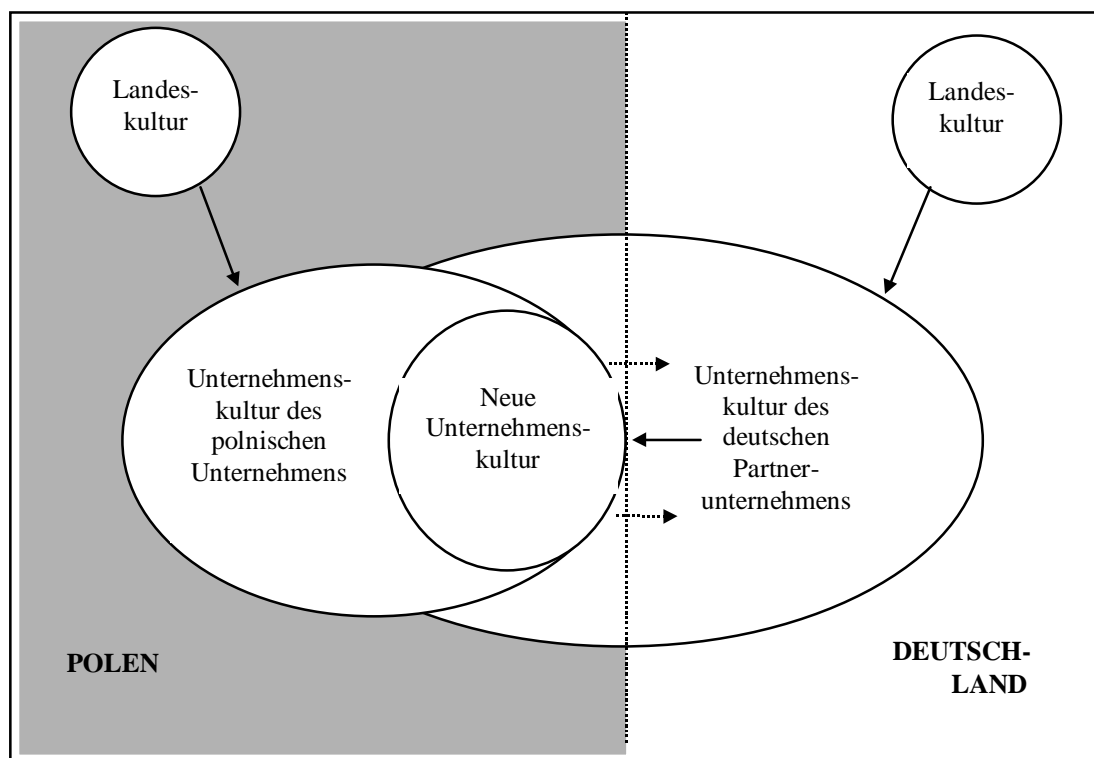 Landes-
kultur
Landes-
kultur
Unternehmens-
kultur des
polnischen
Unternehmens
Neue
Unternehmens-
kultur
Unternehmens-
kultur des
deutschen
Partner-
unternehmens
POLEN
DEUTSCH-
LAND